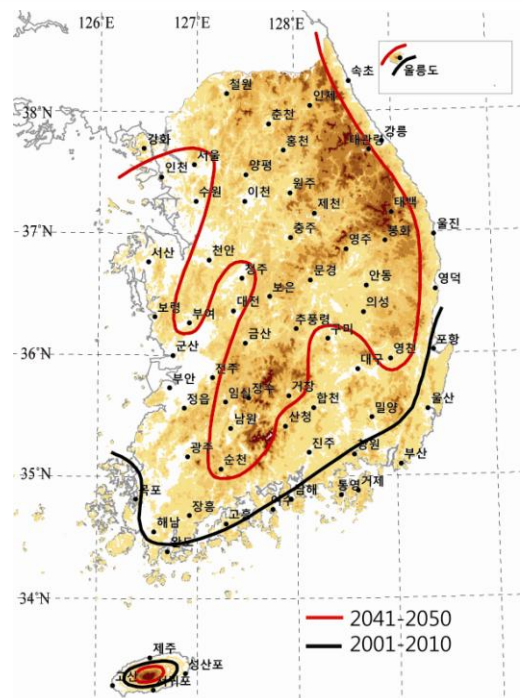 126°E 127°E 128°E
속초
울릉도
철원
인제
38°N
춘천
강화
홍천
강릉
대관령
서울
인천
양평
수원
이천
원주
제천
태백
37°N
충주
봉화
울진
영주
서산
천안
청주
문경
안동
보은
영덕
보령
대전
의성
부여
추풍령
구미
포항
36°N
군산
금산
대구
영천
전주
부안
임실
장수
거창
정읍
합천
울산
밀양
남원
산청
광주
진주
창원
35°N
순천
부산
목포
남해
통영
거제
장흥
여수
고흥
해남
완도
34°N
2041-2050
2001-2010
제주
성산포
고산
서귀포